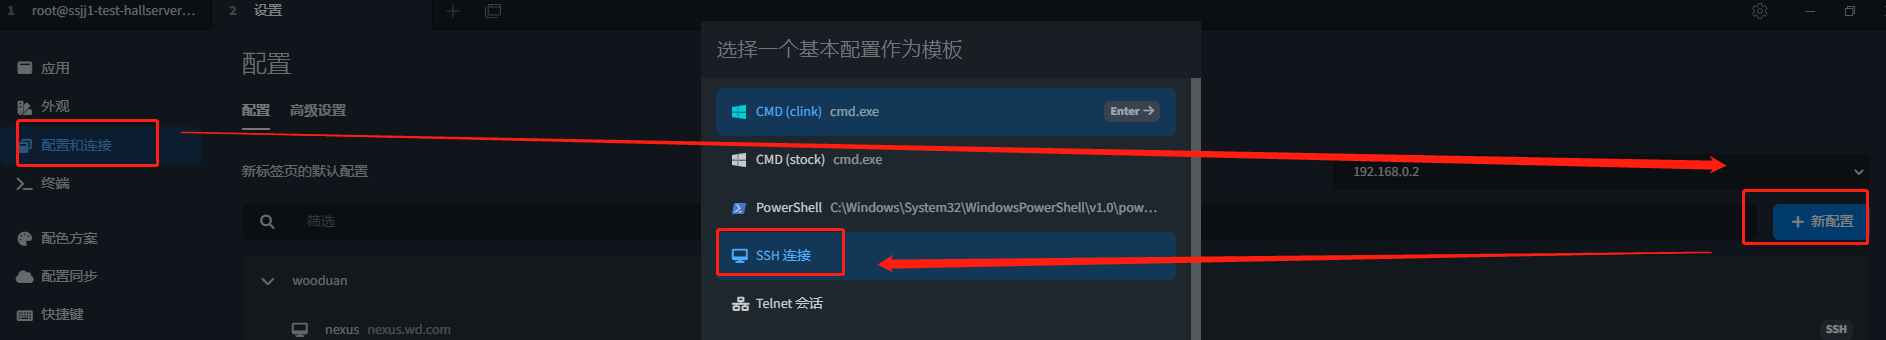 1 root@ssjj1-test-hallserver...
2 设置
应用
外观
配置和连接
终端
配色方案
配置同步
快捷键
配置
配置 高级设置
新标签页的默认配置
192.168.0.2
筛选
新配置
wooduan
nexus nexus.wd.com
SSH
选择一个基本配置作为模板
CMD (clink) cmd.exe
Enter
CMD (stock) cmd.exe
PowerShell C:\Windows\System32\WindowsPowerShell\v1.0\pow...
SSH 连接
Telnet 会话